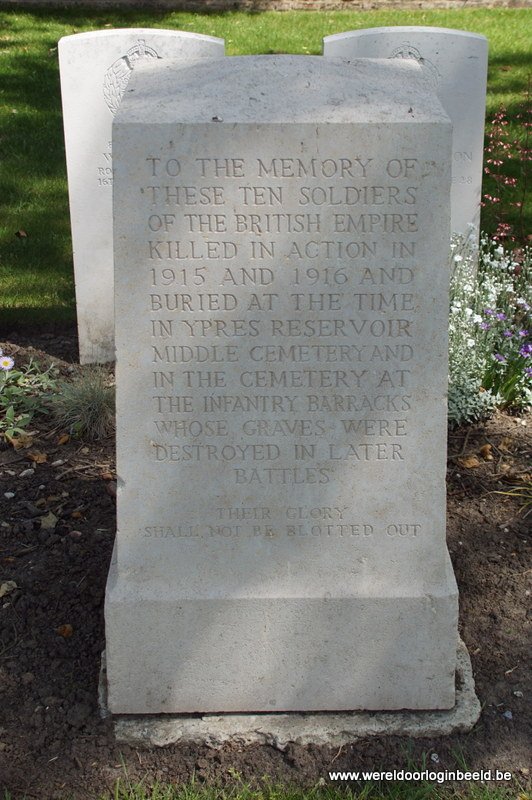 TO THE MEMORY OF
THESE TEN SOLDIERS
OF THE BRITISH EMPIRE
KILLED IN ACTION IN
1915 AND 1916 AND
BURIED AT THE TIME
IN YPRES RESERVOIR
MIDDLE CEMETERY AND
IN THE CEMETERY AT
THE INFANTRY BARRACKS
WHOSE GRAVES WERE
DESTROYED IN LATER
BATTLES
THEIR GLORY
SHALL NOT BE BLOTTED OUT
www.wereldoorloginbeeld.be